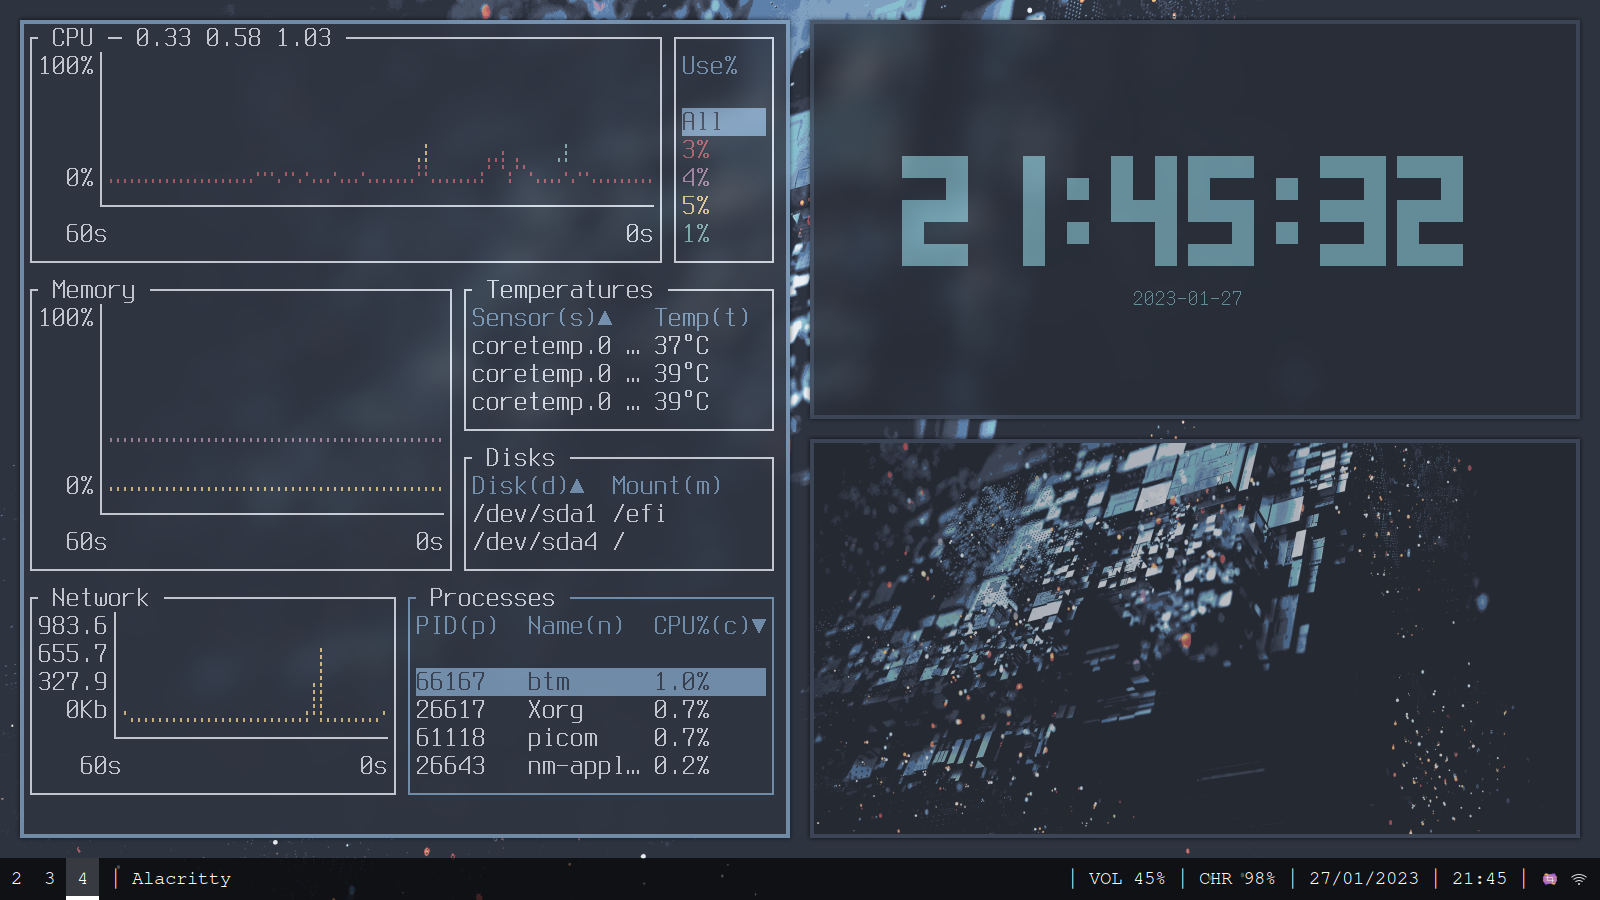 CPU — 0.33 0.58 1.03
100%
0%
60s 0s
Use%
All
3%
4%
5%
1%
Memory
100%
0%
60s 0s
Temperatures
Sensor(s)▲ Temp(t)
coretemp.0 … 37°C
coretemp.0 … 39°C
coretemp.0 … 39°C
Disks
Disk(d)▲ Mount(m)
/dev/sda1 /efi
/dev/sda4 /
Network
983.6
655.7
327.9
0Kb
60s 0s
Processes
PID(p) Name(n) CPU%(c)▼
66167 btm 1.0%
26617 Xorg 0.7%
61118 picom 0.7%
26643 nm-appl… 0.2%
21:45:32
2023-01-27
2 3 4 | Alacritty | VOL 45% | CHR 98% | 27/01/2023 | 21:45 |